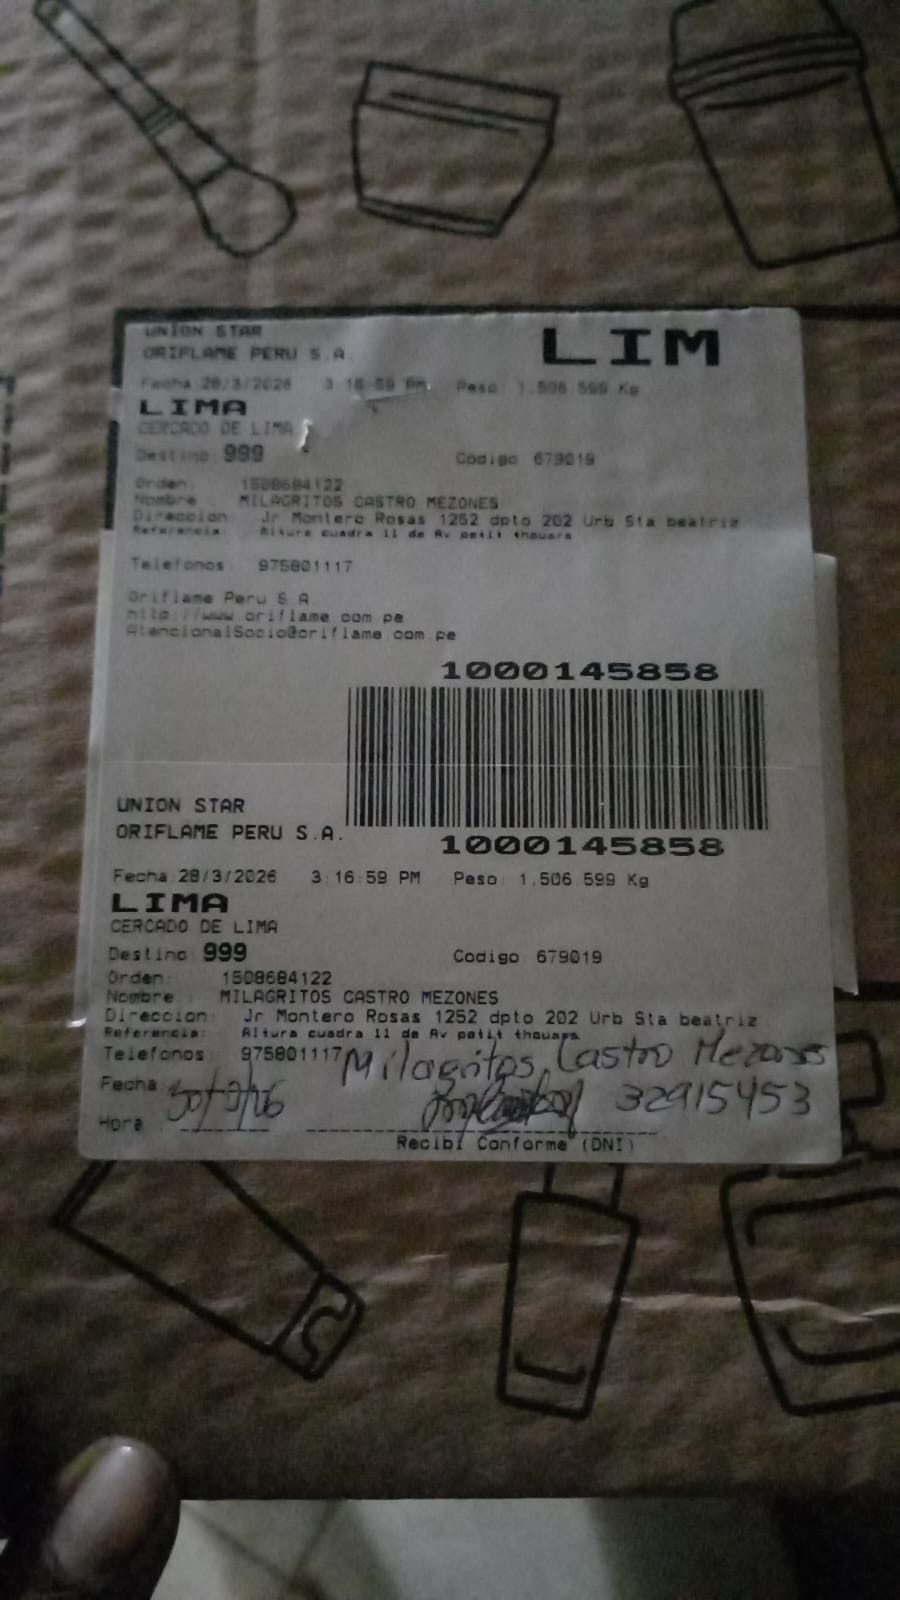 UNION STAR
ORIFLAME PERU S.A.
LIM
Fecha 28/3/2026 3:16:59 PM Peso: 1,506.599 Kg
LIMA
CERCADO DE LIMA
Destino: 999 Codigo: 679019
Orden: 1508684122
Nombre : MILAGRITOS CASTRO MEZONES
Direccion: Jr Montero Rosas 1252 dpto 202 Urb Sta beatriz
Referencia: Altura cuadra 11 de Av petit thouars
Telefonos: 975801117
Oriflame Peru S.A.
http://www.oriflame.com.pe
AtencionalSocio@oriflame.com.pe
1000145858
UNION STAR
ORIFLAME PERU S.A.
1000145858
Fecha 28/3/2026 3:16:59 PM Peso: 1,506.599 Kg
LIMA
CERCADO DE LIMA
Destino: 999 Codigo: 679019
Orden: 1508684122
Nombre : MILAGRITOS CASTRO MEZONES
Direccion: Jr Montero Rosas 1252 dpto 202 Urb Sta beatriz
Referencia: Altura cuadra 11 de Av petit thouars
Telefonos: 975801117 Milagritos Castro Mezones
Fecha : 32915453
Hora :
Recibi Conforme (DNI)